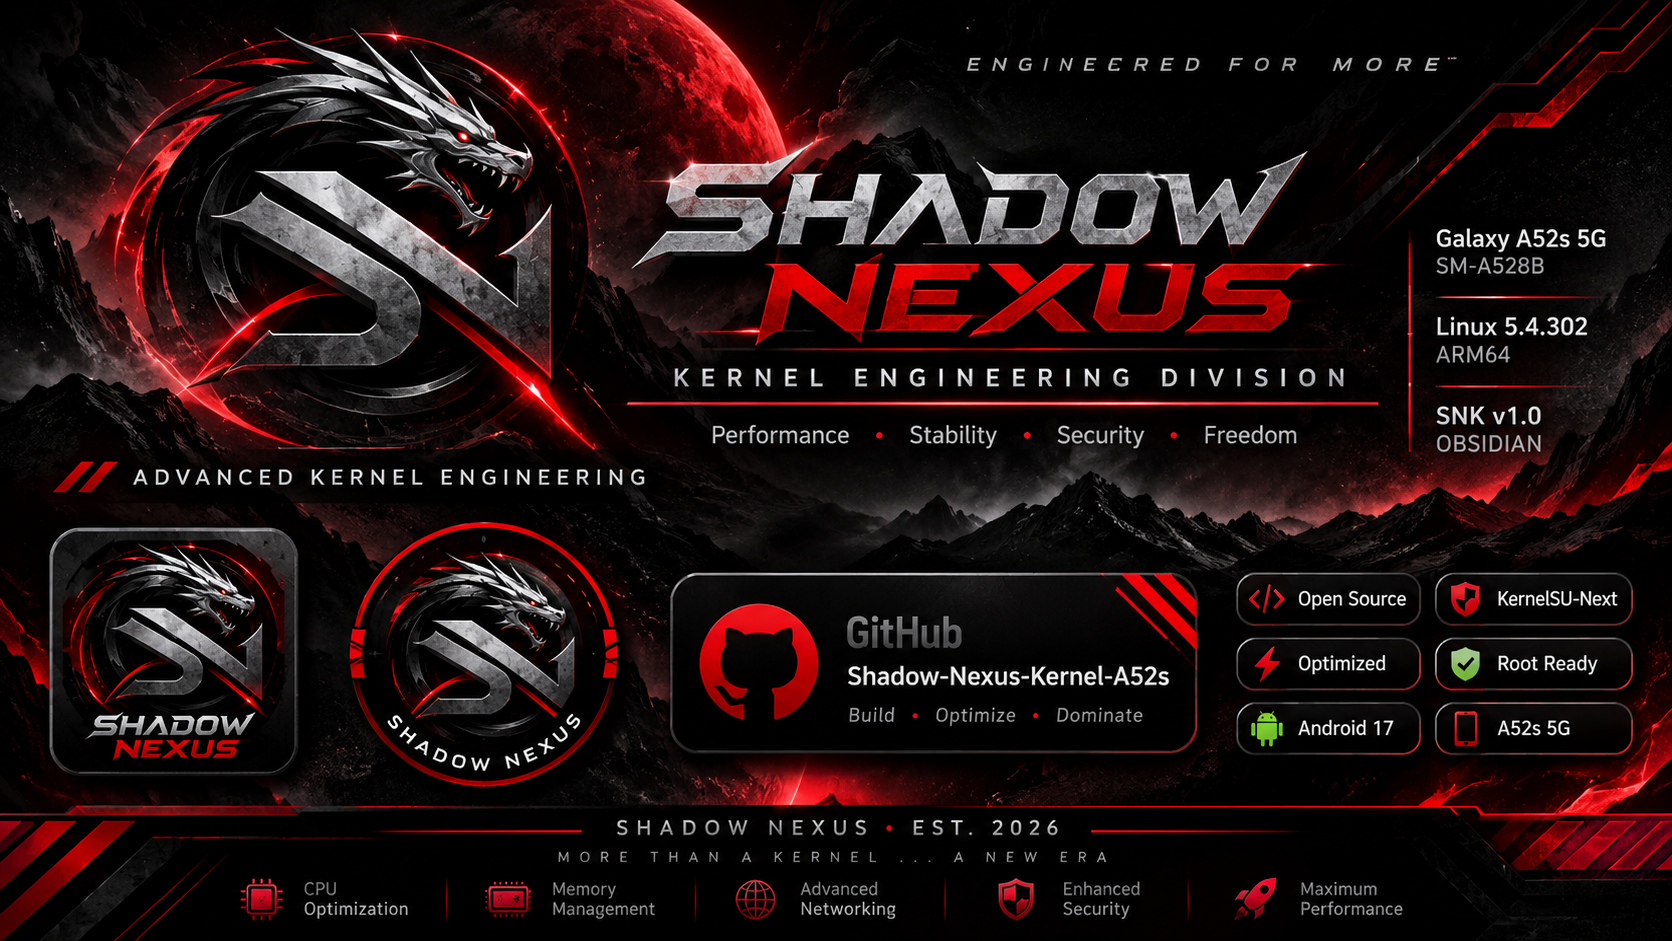 ENGINEERED FOR MORE
SHADOW
NEXUS
KERNEL ENGINEERING DIVISION
Performance • Stability • Security • Freedom
Galaxy A52s 5G
SM-A528B
Linux 5.4.302
ARM64
SNK v1.0
OBSIDIAN
ADVANCED KERNEL ENGINEERING
SHADOW
NEXUS
SHADOW NEXUS
GitHub
Shadow-Nexus-Kernel-A52s
Build • Optimize • Dominate
Open Source
KernelSU-Next
Optimized
Root Ready
Android 17
A52s 5G
SHADOW NEXUS • EST. 2026
MORE THAN A KERNEL ... A NEW ERA
CPU
Optimization
Memory
Management
Advanced
Networking
Enhanced
Security
Maximum
Performance